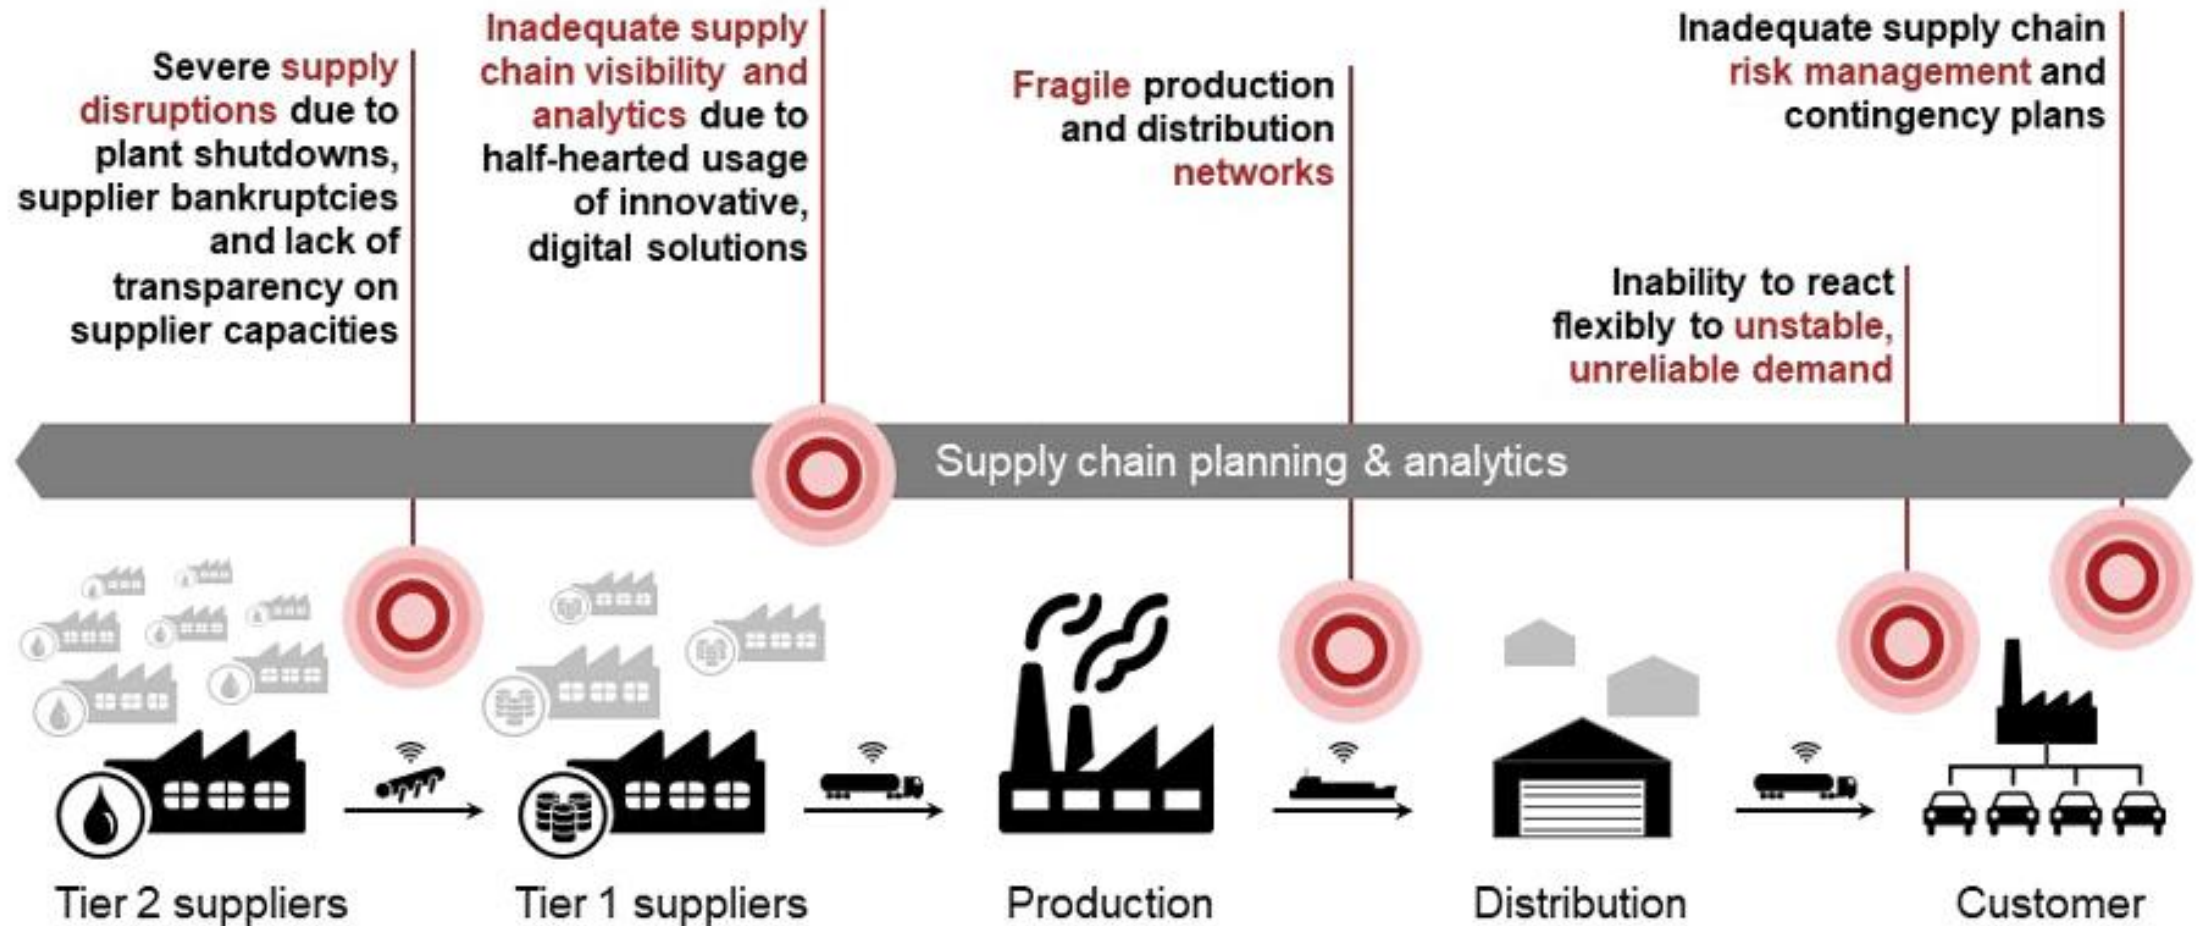 Severe supply
disruptions due to
plant shutdowns,
supplier bankruptcies
and lack of
transparency on
supplier capacities
Inadequate supply
chain visibility and
analytics due to
half-hearted usage
of innovative,
digital solutions
Fragile production
and distribution
networks
Inability to react
flexibly to unstable,
unreliable demand
Inadequate supply chain
risk management and
contingency plans
Supply chain planning & analytics
Tier 2 suppliers
Tier 1 suppliers
Production
Distribution
Customer